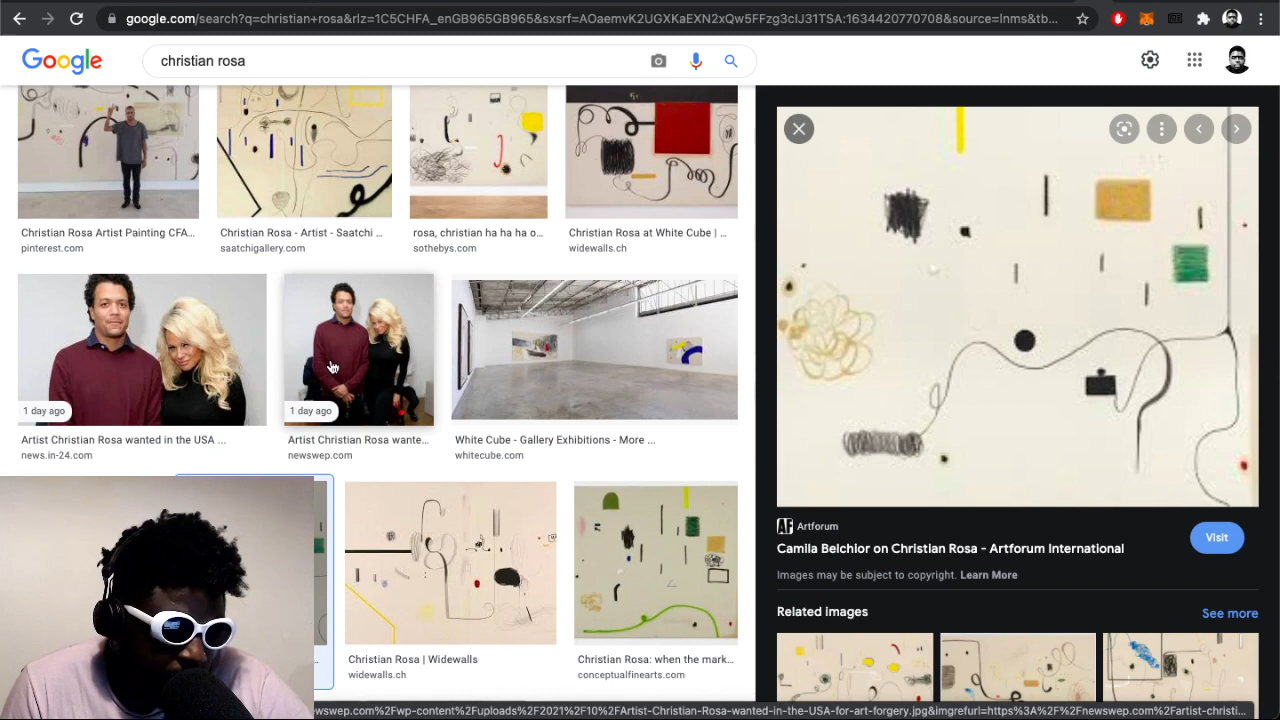 google.com/search?q=christian+rosa&rlz=1C5CHFA_enGB965GB965&sxsrf=AOaemvK2UGXKaEXN2xQw5FFzg3cIJ31TSA:1634420770708&source=lnms&tb...
Google
christian rosa
Christian Rosa Artist Painting CFA...
pinterest.com
Christian Rosa - Artist - Saatchi ...
saatchigallery.com
rosa, christian ha ha ha o...
sothebys.com
Christian Rosa at White Cube | ...
widewalls.ch
1 day ago
Artist Christian Rosa wanted in the USA ...
news.in-24.com
1 day ago
Artist Christian Rosa wante...
newswep.com
White Cube - Gallery Exhibitions - More ...
whitecube.com
Christian Rosa | Widewalls
widewalls.ch
Christian Rosa: when the mark...
conceptualfinearts.com
AF Artforum
Camila Belchior on Christian Rosa - Artforum International
Visit
Images may be subject to copyright. Learn More
Related images
See more
newswep.com%2Fwp-content%2Fuploads%2F2021%2F10%2FArtist-Christian-Rosa-wanted-in-the-USA-for-art-forgery.jpg&imgrefurl=https%3A%2F%2Fnewswep.com%2Fartist-christi...